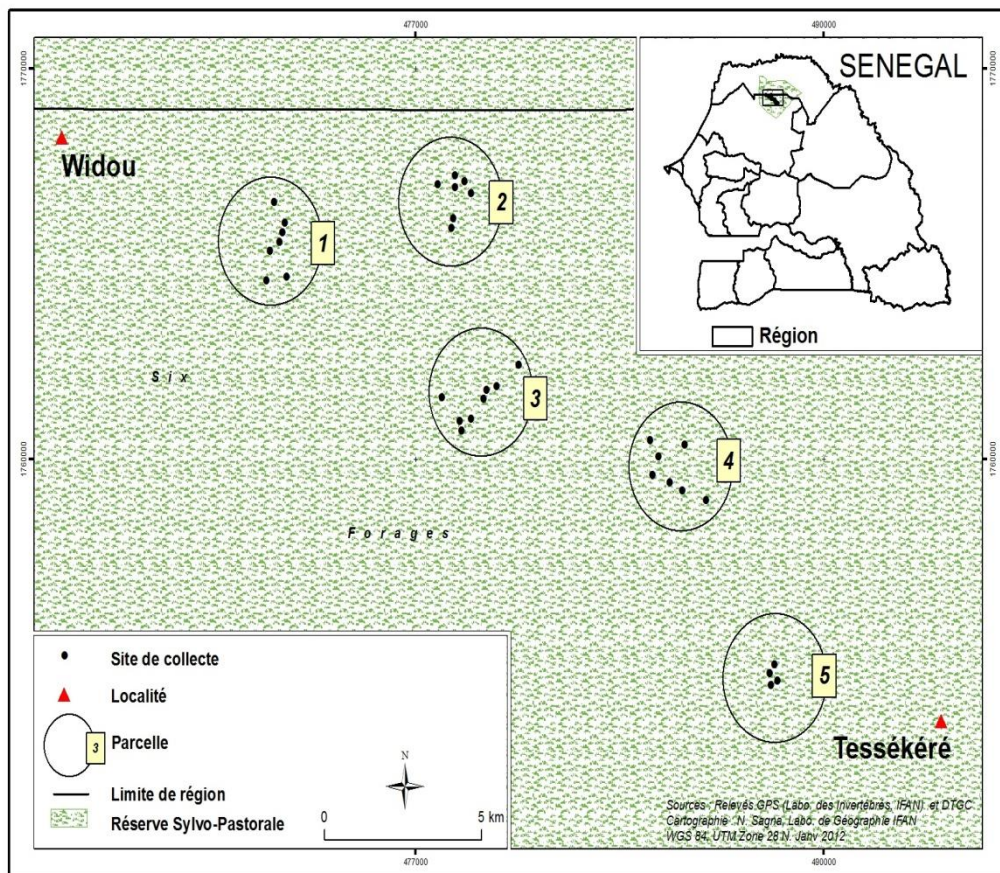 477000
490000
1770000
1770000
SENEGAL
Widou
2
1
Région
S i x
3
4
1760000
1760000
F o r a g e s
5
Tessékéré
Site de collecte
Localité
3
Parcelle
Limite de région
Réserve Sylvo-Pastorale
N
0
5 km
Sources : Relevés GPS (Labo. des Invertébrés, IFAN) et DTGC
Cartographie : N. Sagna, Labo. de Géographie IFAN
WGS 84, UTM Zone 28 N. Janv 2012
477000
490000